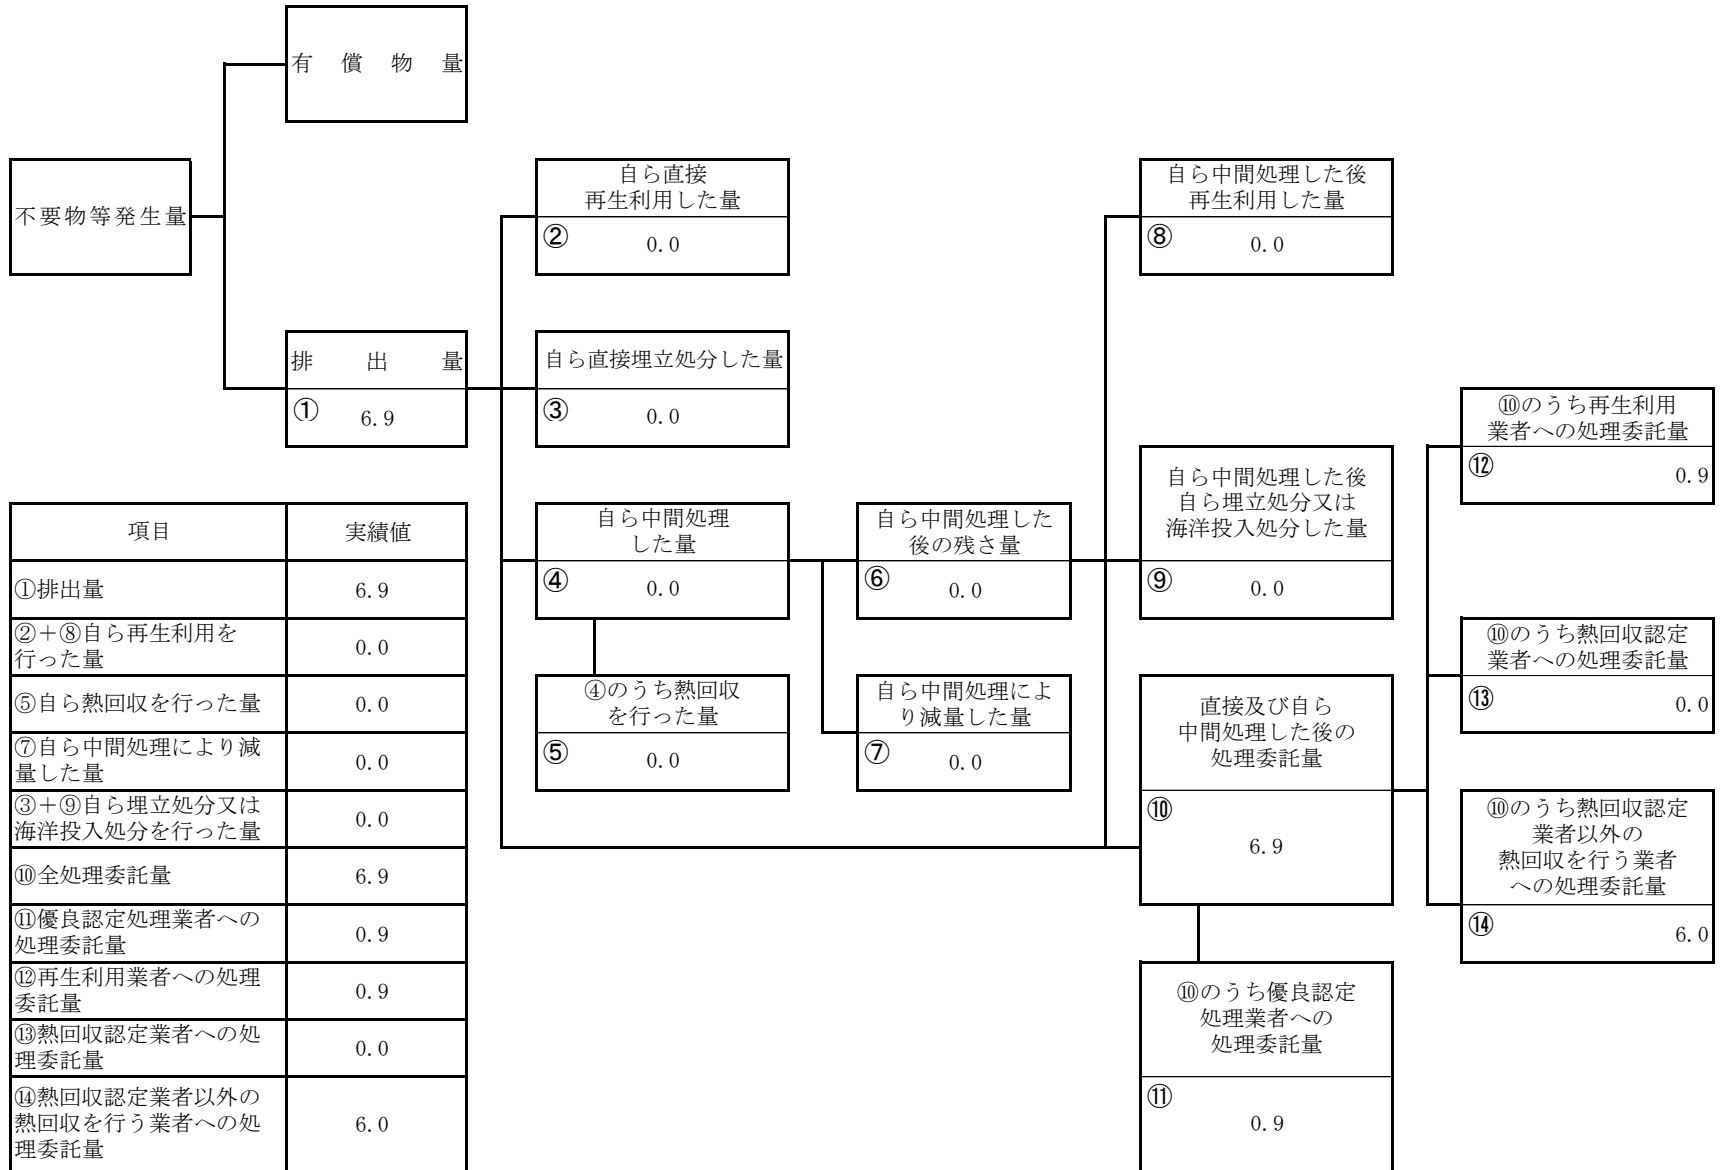 有償物量
不要物等発生量
自ら直接
再生利用した量
②
0.0
自ら中間処理した後
再生利用した量
⑧
0.0
排出量
①
6.9
自ら直接埋立処分した量
③
0.0
⑩のうち再生利用
業者への処理委託量
⑫
0.9
自ら中間処理
した量
④
0.0
自ら中間処理した
後の残さ量
⑥
0.0
自ら中間処理した後
自ら埋立処分又は
海洋投入処分した量
⑨
0.0
⑩のうち熱回収認定
業者への処理委託量
⑬
0.0
④のうち熱回収
を行った量
⑤
0.0
自ら中間処理によ
り減量した量
⑦
0.0
直接及び自ら
中間処理した後の
処理委託量
⑩
6.9
⑩のうち熱回収認定
業者以外の
熱回収を行う業者
への処理委託量
⑭
6.0
⑩のうち優良認定
処理業者への
処理委託量
⑪
0.9
項目 実績値
①排出量 6.9
②+⑧自ら再生利用を
行った量 0.0
⑤自ら熱回収を行った量 0.0
⑦自ら中間処理により減
量した量 0.0
③+⑨自ら埋立処分又は
海洋投入処分を行った量 0.0
⑩全処理委託量 6.9
⑪優良認定処理業者への
処理委託量 0.9
⑫再生利用業者への処理
委託量 0.9
⑬熱回収認定業者への処
理委託量 0.0
⑭熱回収認定業者以外の
熱回収を行う業者への処
理委託量 6.0